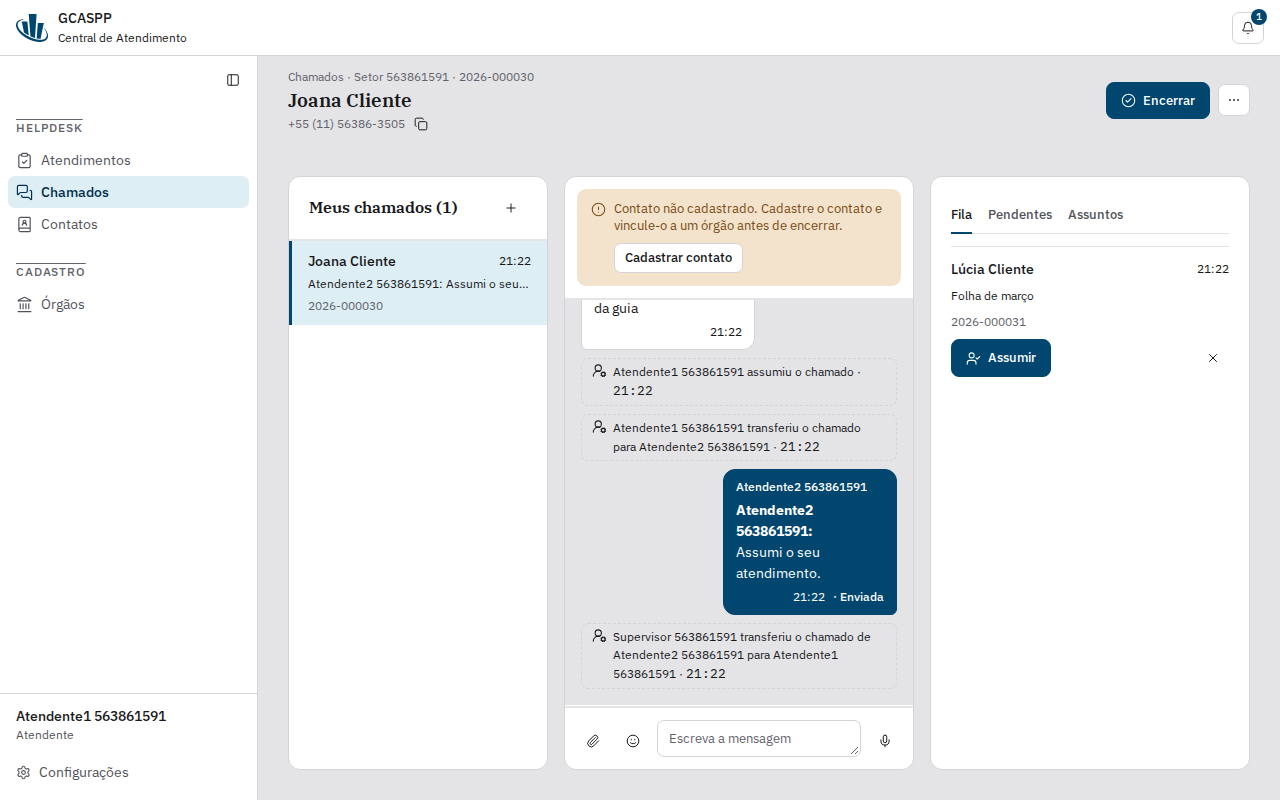 GCASPP
Central de Atendimento
1
HELPDESK
Atendimentos
Chamados
Contatos
CADASTRO
Órgãos
Atendente1 563861591
Atendente
Configurações
Chamados · Setor 563861591 · 2026-000030
Joana Cliente
+55 (11) 56386-3505
Encerrar
Meus chamados (1)
Joana Cliente
21:22
Atendente2 563861591: Assumi o seu...
2026-000030
Contato não cadastrado. Cadastre o contato e
vincule-o a um órgão antes de encerrar.
Cadastrar contato
da guia
21:22
Atendente1 563861591 assumiu o chamado ·
21:22
Atendente1 563861591 transferiu o chamado
para Atendente2 563861591 · 21:22
Atendente2 563861591
Atendente2
563861591:
Assumi o seu
atendimento.
21:22 · Enviada
Supervisor 563861591 transferiu o chamado de
Atendente2 563861591 para Atendente1
563861591 · 21:22
Escreva a mensagem
Fila
Pendentes
Assuntos
Lúcia Cliente
21:22
Folha de março
2026-000031
Assumir